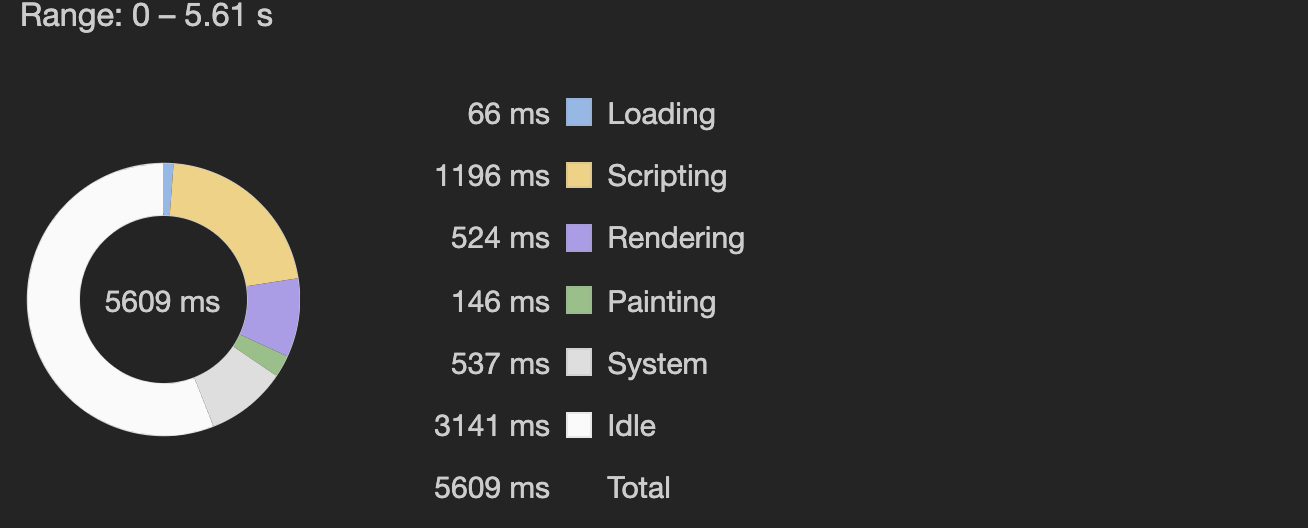 Range: 0 – 5.61 s
66 ms Loading
1196 ms Scripting
524 ms Rendering
5609 ms
146 ms Painting
537 ms System
3141 ms Idle
5609 ms Total